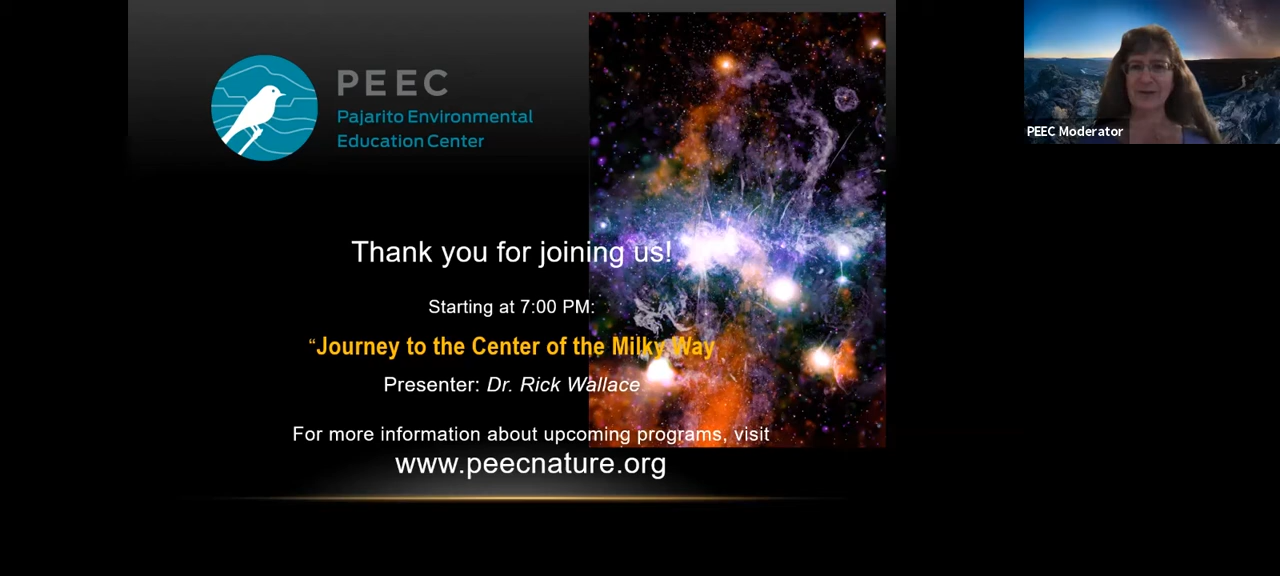 PEEC
Pajarito Environmental
Education Center
PEEC Moderator
Thank you for joining us!
Starting at 7:00 PM:
“Journey to the Center of the Milky Way
Presenter: Dr. Rick Wallace
For more information about upcoming programs, visit
www.peecnature.org